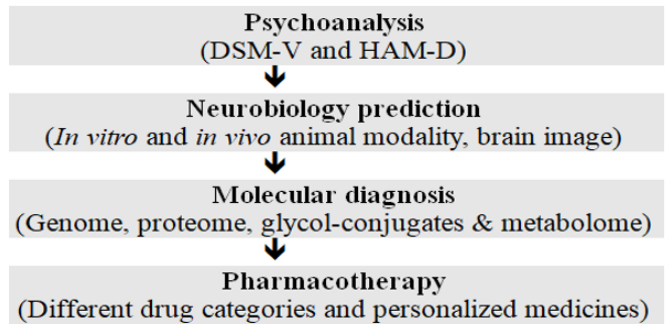 Psychoanalysis
(DSM-V and HAM-D)
Neurobiology prediction
(In vitro and in vivo animal modality, brain image)
Molecular diagnosis
(Genome, proteome, glycol-conjugates & metabolome)
Pharmacotherapy
(Different drug categories and personalized medicines)